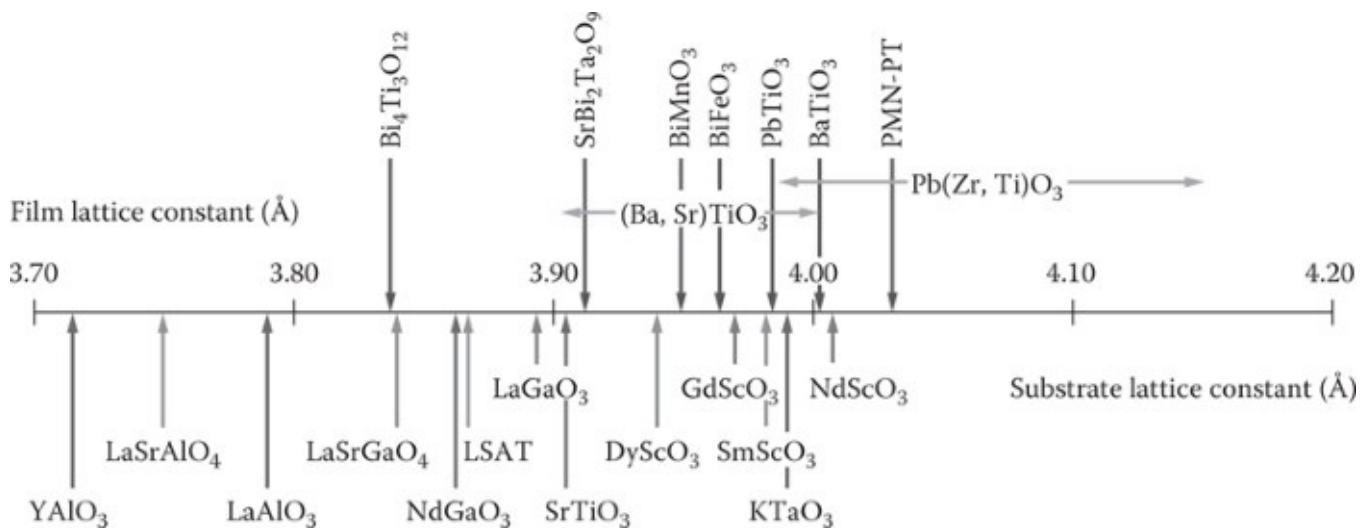 Bi₄Ti₃O₁₂
SrBi₂Ta₂O₉
BiMnO₃
BiFeO₃
PbTiO₃
BaTiO₃
PMN-PT
Pb(Zr, Ti)O₃
Film lattice constant (Å)
(Ba, Sr)TiO₃
3.70 3.80 3.90 4.00 4.10 4.20
LaGaO₃ GdScO₃ NdScO₃ Substrate lattice constant (Å)
LaSrAlO₄ LaSrGaO₄ LSAT DyScO₃ SmScO₃
YAlO₃ LaAlO₃ NdGaO₃ SrTiO₃ KTaO₃